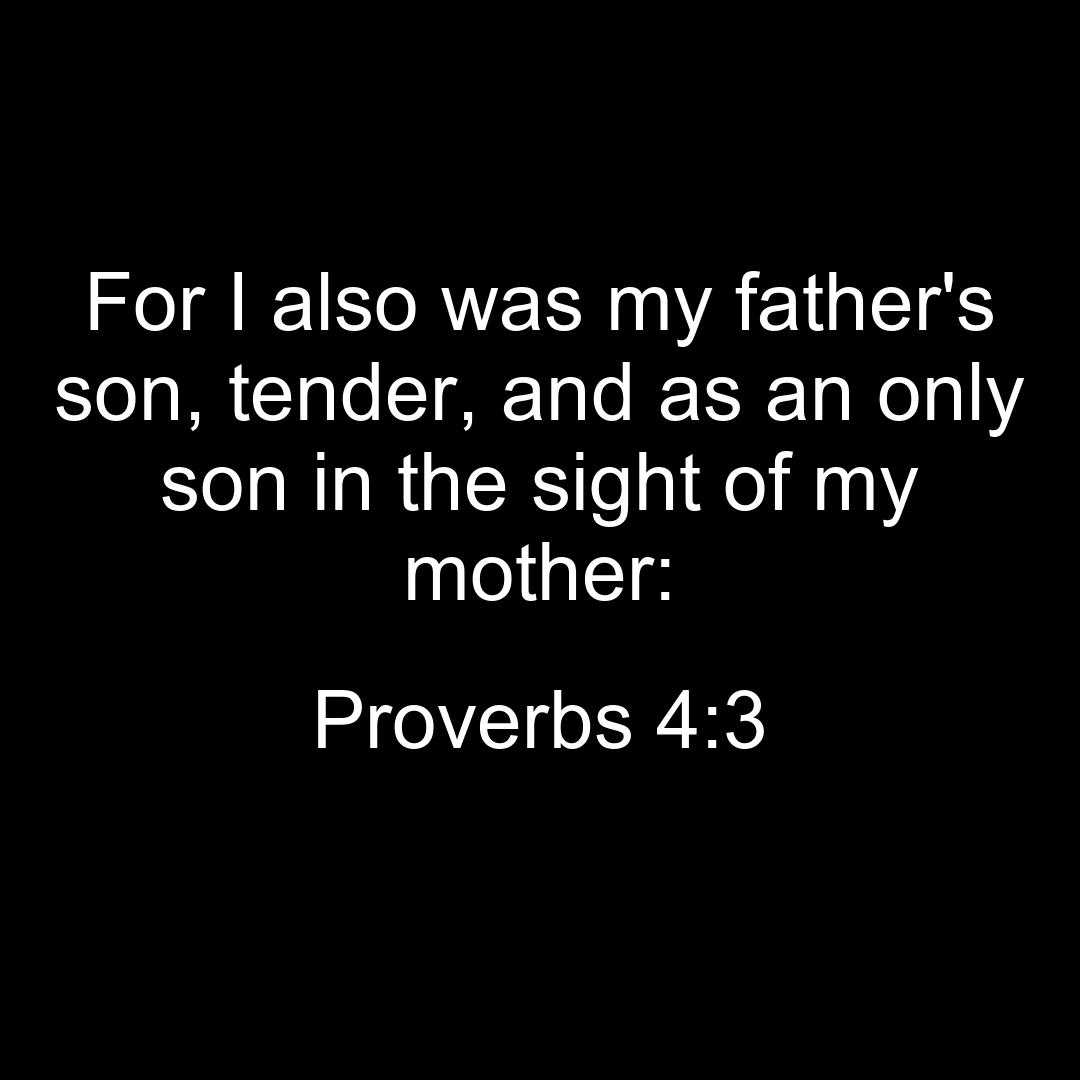 For I also was my father's
son, tender, and as an only
son in the sight of my
mother:
Proverbs 4:3